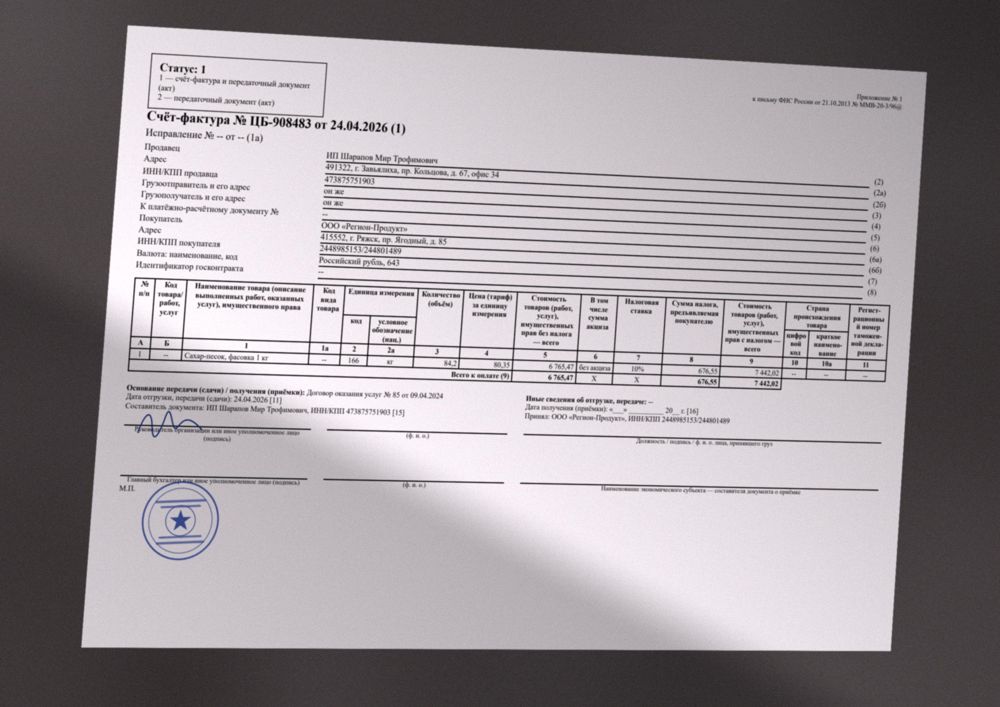 Статус: 1
1 — счёт-фактура и передаточный документ
(акт)
2 — передаточный документ (акт)
Приложение № 1
к письму ФНС России от 21.10.2013 № ММВ-20-3/96@
Счёт-фактура № ЦБ-908483 от 24.04.2026 (1)
Исправление № -- от -- (1а)
Продавец ИП Шарапов Мир Трофимович (2)
Адрес 491322, г. Завьялиха, пр. Кольцова, д. 67, офис 34 (2а)
ИНН/КПП продавца 473875751903 (2б)
Грузоотправитель и его адрес он же (3)
Грузополучатель и его адрес он же (4)
К платёжно-расчётному документу № -- (5)
Покупатель ООО «Регион-Продукт» (6)
Адрес 415552, г. Ряжск, пр. Ягодный, д. 85 (6а)
ИНН/КПП покупателя 2448985153/244801489 (6б)
Валюта: наименование, код Российский рубль, 643 (7)
Идентификатор госконтракта -- (8)
№ п/п Код товара/ работ, услуг Наименование товара (описание выполненных работ, оказанных услуг), имущественного права Код вида товара Единица измерения Количество (объём) Цена (тариф) за единицу измерения Стоимость товаров (работ, услуг), имущественных прав без налога — всего В том числе сумма акциза Налоговая ставка Сумма налога, предъявляемая покупателю Стоимость товаров (работ, услуг), имущественных прав с налогом — всего Страна происхождения товара Регистрационный номер таможенной декларации
код условное обозначение (нац.) цифровой код краткое наименование
А Б 1 1а 2 2а 3 4 5 6 7 8 9 10 10а 11
1 -- Сахар-песок, фасовка 1 кг -- 166 кг 84,2 80,35 6 765,47 без акциза 10% 676,55 7 442,02 -- -- --
Всего к оплате (9) 6 765,47 Х Х 676,55 7 442,02
Основание передачи (сдачи) / получения (приёмки): Договор оказания услуг № 85 от 09.04.2024
Дата отгрузки, передачи (сдачи): 24.04.2026 [11]
Составитель документа: ИП Шарапов Мир Трофимович, ИНН/КПП 473875751903 [15]
Иные сведения об отгрузке, передаче: --
Дата получения (приёмки): «___» ________ 20__ г. [16]
Принял: ООО «Регион-Продукт», ИНН/КПП 2448985153/244801489
Руководитель организации или иное уполномоченное лицо
(подпись)
(ф. и. о.)
Должность / подпись / ф. и. о. лица, принявшего груз
Главный бухгалтер или иное уполномоченное лицо (подпись)
(ф. и. о.)
Наименование экономического субъекта — составителя документа о приёмке
М.П.